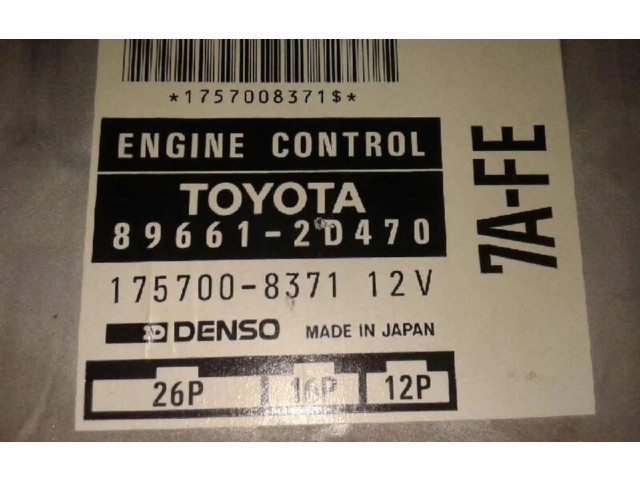 *1757008371$*
ENGINE CONTROL
TOYOTA
89661-2D470
175700-8371 12V
DENSO MADE IN JAPAN
26P 16P 12P
7A-FE